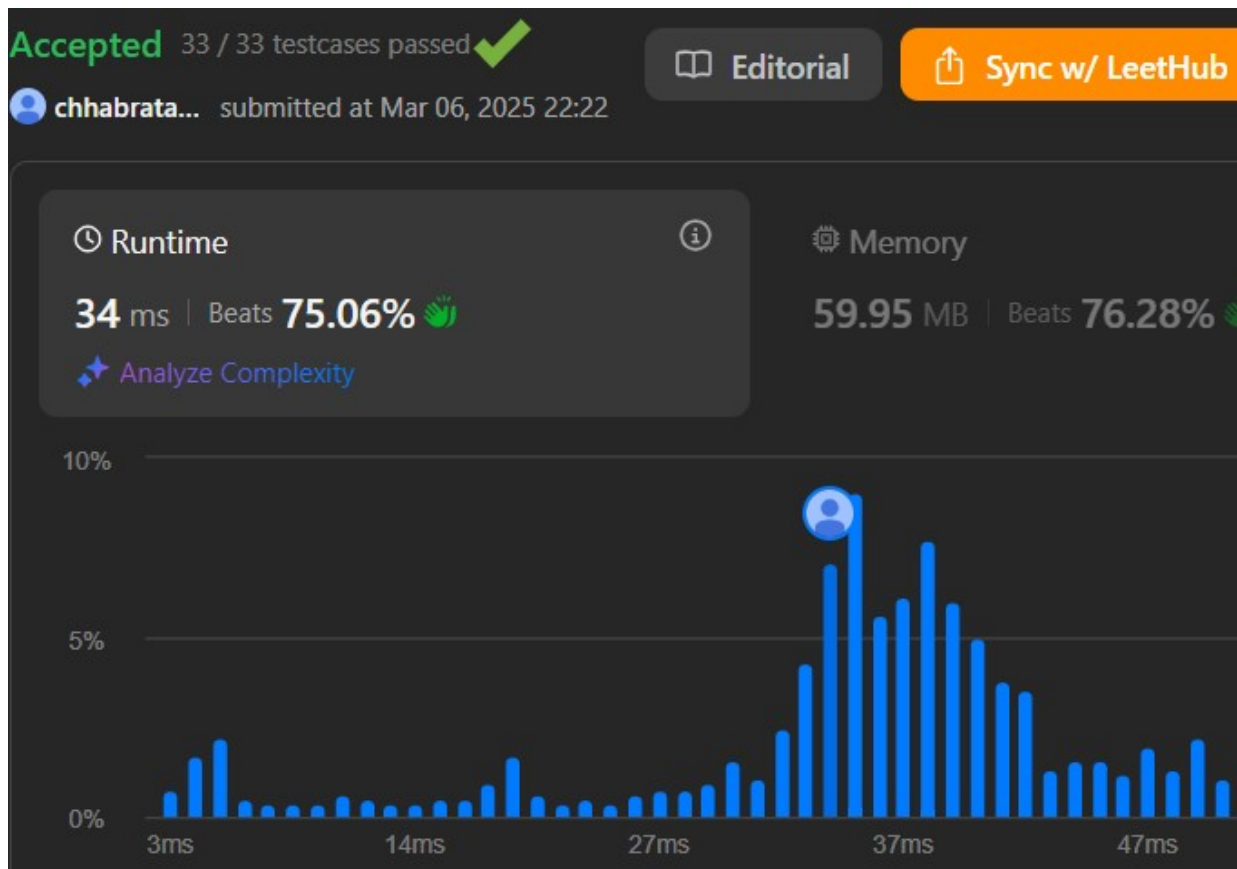 Accepted 33 / 33 testcases passed
Editorial
Sync w/ LeetHub
chhabrata... submitted at Mar 06, 2025 22:22
Runtime
34 ms | Beats 75.06%
Analyze Complexity
Memory
59.95 MB | Beats 76.28%
10%
5%
0%
3ms 14ms 27ms 37ms 47ms